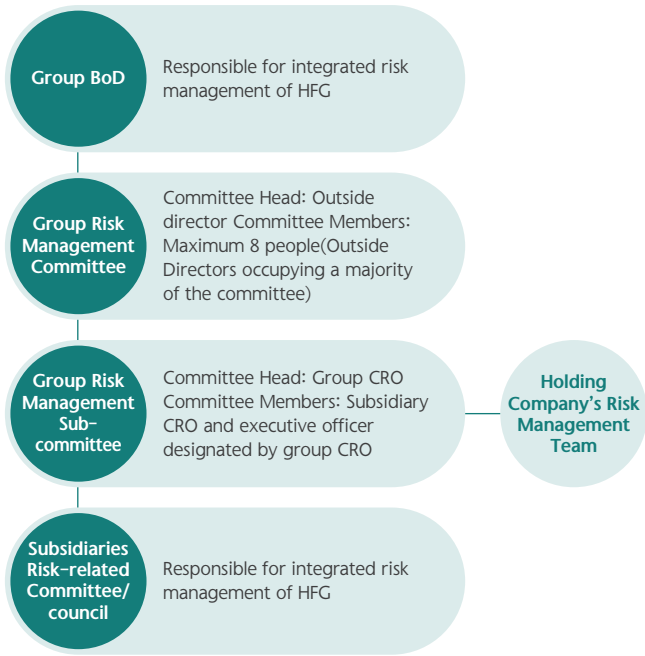 Group BoD
Responsible for integrated risk
management of HFG
Group Risk
Management
Committee
Committee Head: Outside
director Committee Members:
Maximum 8 people(Outside
Directors occupying a majority
of the committee)
Group Risk
Management
Sub-
committee
Committee Head: Group CRO
Committee Members: Subsidiary
CRO and executive officer
designated by group CRO
Holding
Company's Risk
Management
Team
Subsidiaries
Risk-related
Committee/
council
Responsible for integrated risk
management of HFG